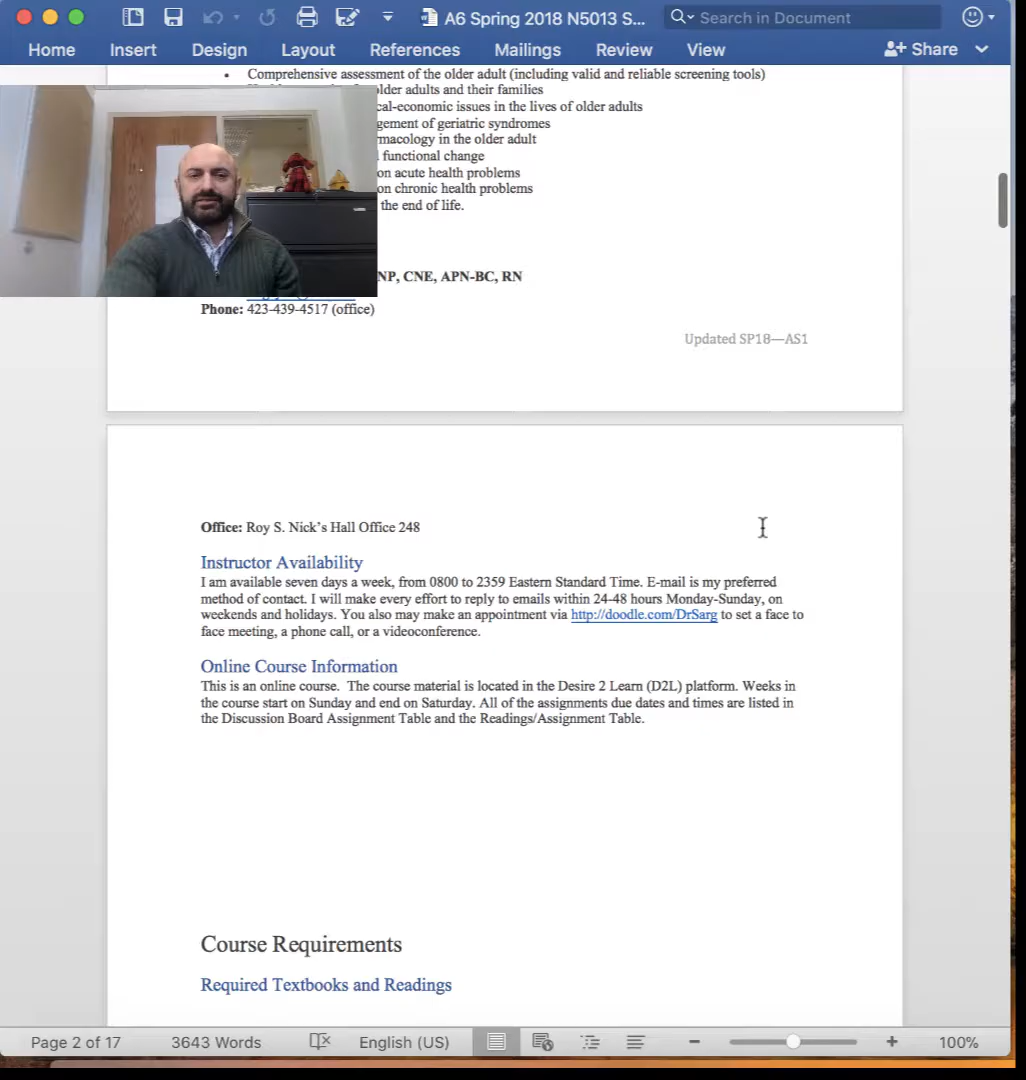 A6 Spring 2018 N5013 S...
Search in Document
Home Insert Design Layout References Mailings Review View Share
Comprehensive assessment of the older adult (including valid and reliable screening tools)
older adults and their families
cal-economic issues in the lives of older adults
gement of geriatric syndromes
rmacology in the older adult
functional change
on acute health problems
on chronic health problems
the end of life.
NP, CNE, APN-BC, RN
Phone: 423-439-4517 (office)
Updated SP18—AS1
Office: Roy S. Nick's Hall Office 248
Instructor Availability
I am available seven days a week, from 0800 to 2359 Eastern Standard Time. E-mail is my preferred
method of contact. I will make every effort to reply to emails within 24-48 hours Monday-Sunday, on
weekends and holidays. You also may make an appointment via http://doodle.com/DrSarg to set a face to
face meeting, a phone call, or a videoconference.
Online Course Information
This is an online course. The course material is located in the Desire 2 Learn (D2L) platform. Weeks in
the course start on Sunday and end on Saturday. All of the assignments due dates and times are listed in
the Discussion Board Assignment Table and the Readings/Assignment Table.
Course Requirements
Required Textbooks and Readings
Page 2 of 17 3643 Words English (US) 100%